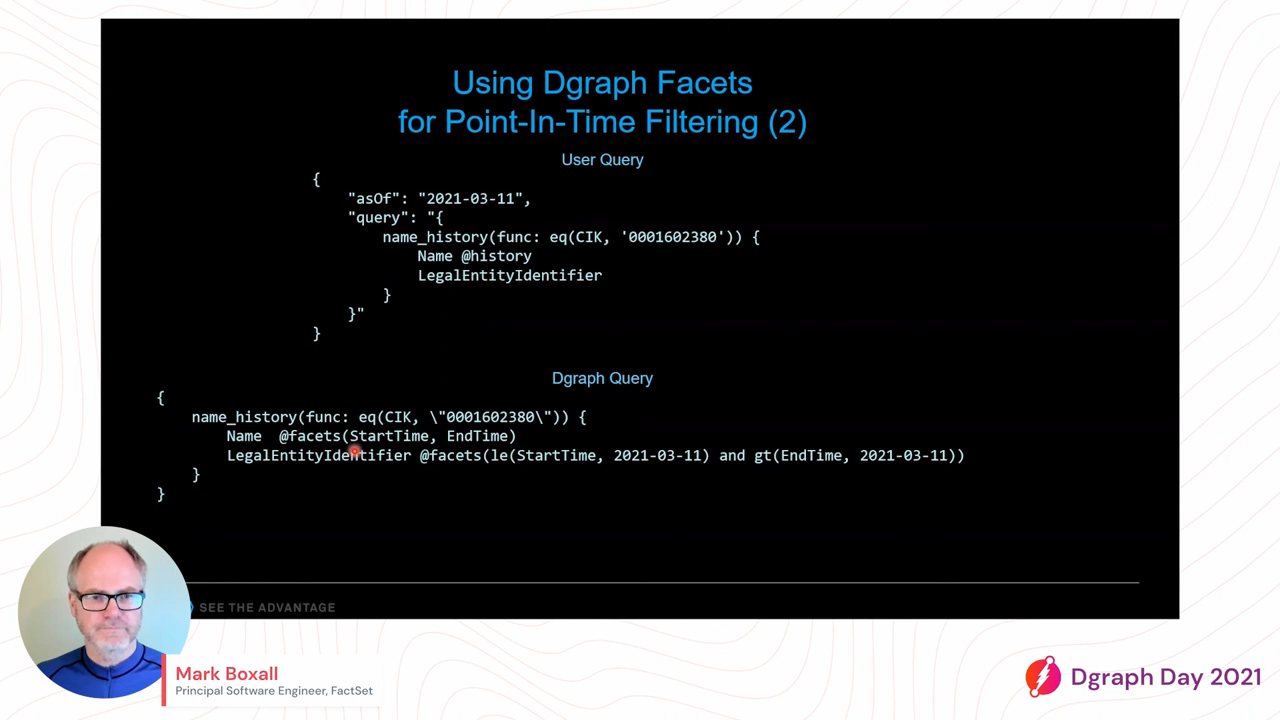 Using Dgraph Facets
for Point-In-Time Filtering (2)
User Query
{
"asOf": "2021-03-11",
"query": "{
name_history(func: eq(CIK, '0001602380')) {
Name @history
LegalEntityIdentifier
}
}"
}
Dgraph Query
{
name_history(func: eq(CIK, \"0001602380\")) {
Name  @facets(StartTime, EndTime)
LegalEntityIdentifier @facets(le(StartTime, 2021-03-11) and gt(EndTime, 2021-03-11))
}
}
SEE THE ADVANTAGE
Mark Boxall
Principal Software Engineer, FactSet
Dgraph Day 2021